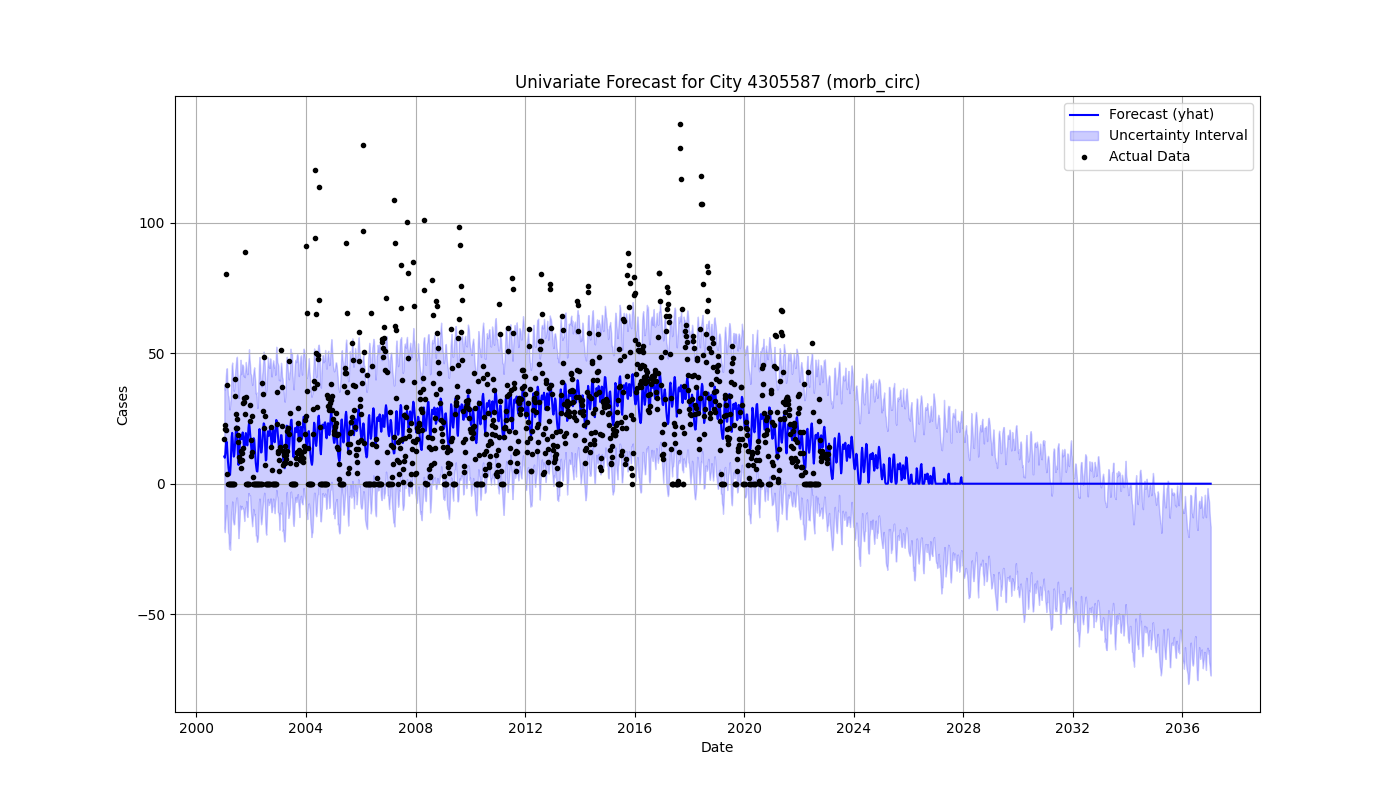 Univariate Forecast for City 4305587 (morb_circ)
Forecast (yhat)
Uncertainty Interval
Actual Data
Cases
100
50
0
−50
2000 2004 2008 2012 2016 2020 2024 2028 2032 2036
Date